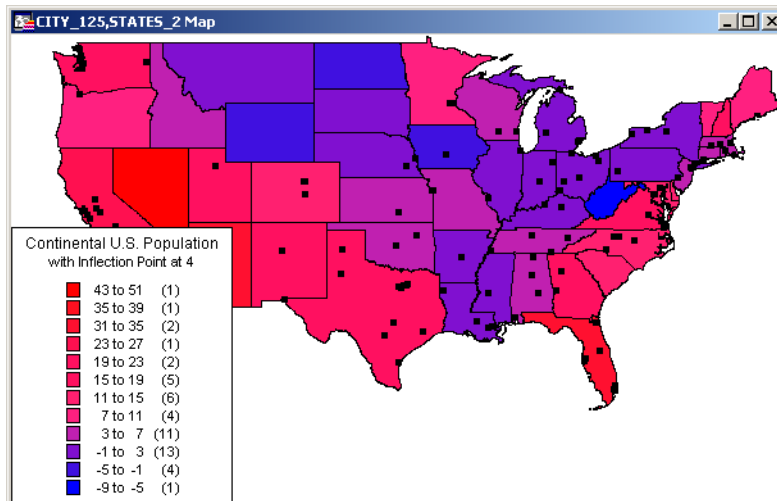 CITY_125,STATES_2 Map
Continental U.S. Population
with Inflection Point at 4
43 to 51 (1)
35 to 39 (1)
31 to 35 (2)
23 to 27 (1)
19 to 23 (2)
15 to 19 (5)
11 to 15 (6)
7 to 11 (4)
3 to 7 (11)
-1 to 3 (13)
-5 to -1 (4)
-9 to -5 (1)